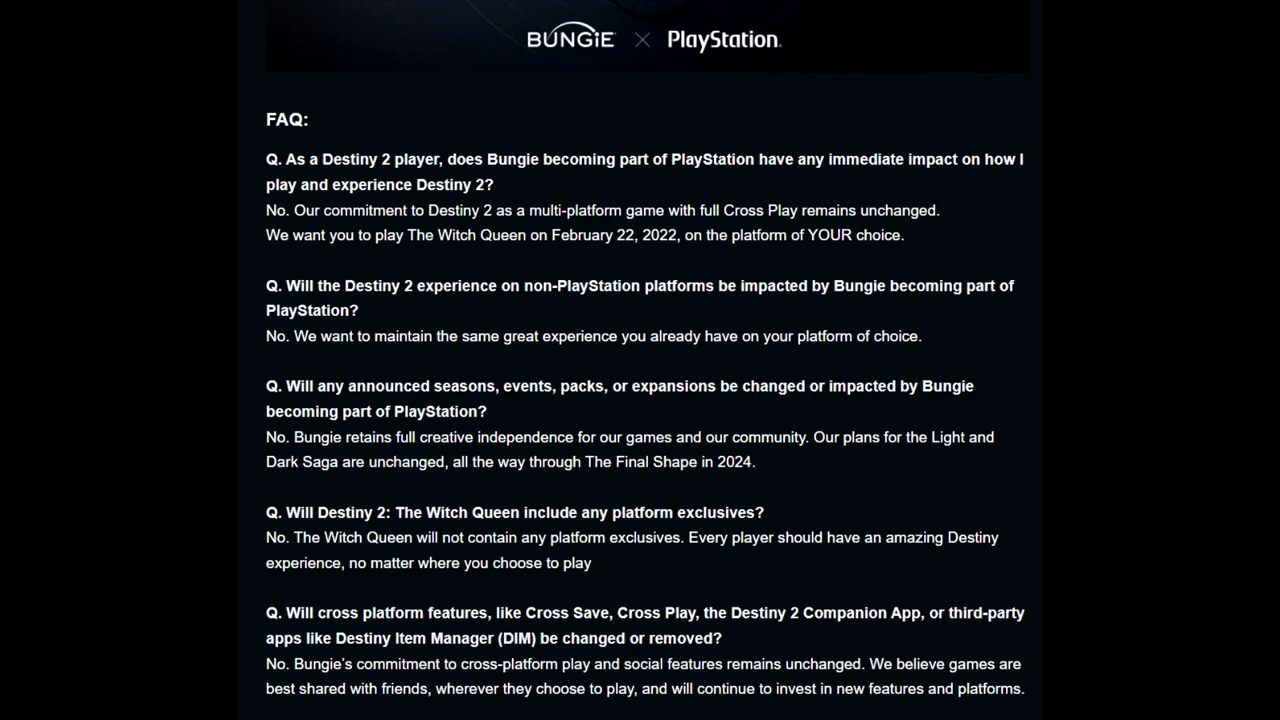 BUNGiE × PlayStation.
FAQ:
Q. As a Destiny 2 player, does Bungie becoming part of PlayStation have any immediate impact on how I
play and experience Destiny 2?
No. Our commitment to Destiny 2 as a multi-platform game with full Cross Play remains unchanged.
We want you to play The Witch Queen on February 22, 2022, on the platform of YOUR choice.
Q. Will the Destiny 2 experience on non-PlayStation platforms be impacted by Bungie becoming part of
PlayStation?
No. We want to maintain the same great experience you already have on your platform of choice.
Q. Will any announced seasons, events, packs, or expansions be changed or impacted by Bungie
becoming part of PlayStation?
No. Bungie retains full creative independence for our games and our community. Our plans for the Light and
Dark Saga are unchanged, all the way through The Final Shape in 2024.
Q. Will Destiny 2: The Witch Queen include any platform exclusives?
No. The Witch Queen will not contain any platform exclusives. Every player should have an amazing Destiny
experience, no matter where you choose to play
Q. Will cross platform features, like Cross Save, Cross Play, the Destiny 2 Companion App, or third-party
apps like Destiny Item Manager (DIM) be changed or removed?
No. Bungie’s commitment to cross-platform play and social features remains unchanged. We believe games are
best shared with friends, wherever they choose to play, and will continue to invest in new features and platforms.